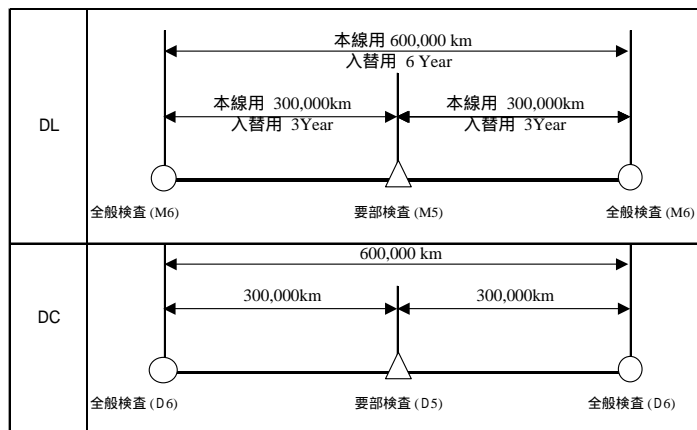 本線用 600,000 km
入替用 6 Year
本線用 300,000km
入替用 3Year
本線用 300,000km
入替用 3Year
DL
全般検査 (M6)
要部検査 (M5)
全般検査 (M6)
600,000 km
300,000km
300,000km
DC
全般検査 (D6)
要部検査 (D5)
全般検査 (D6)